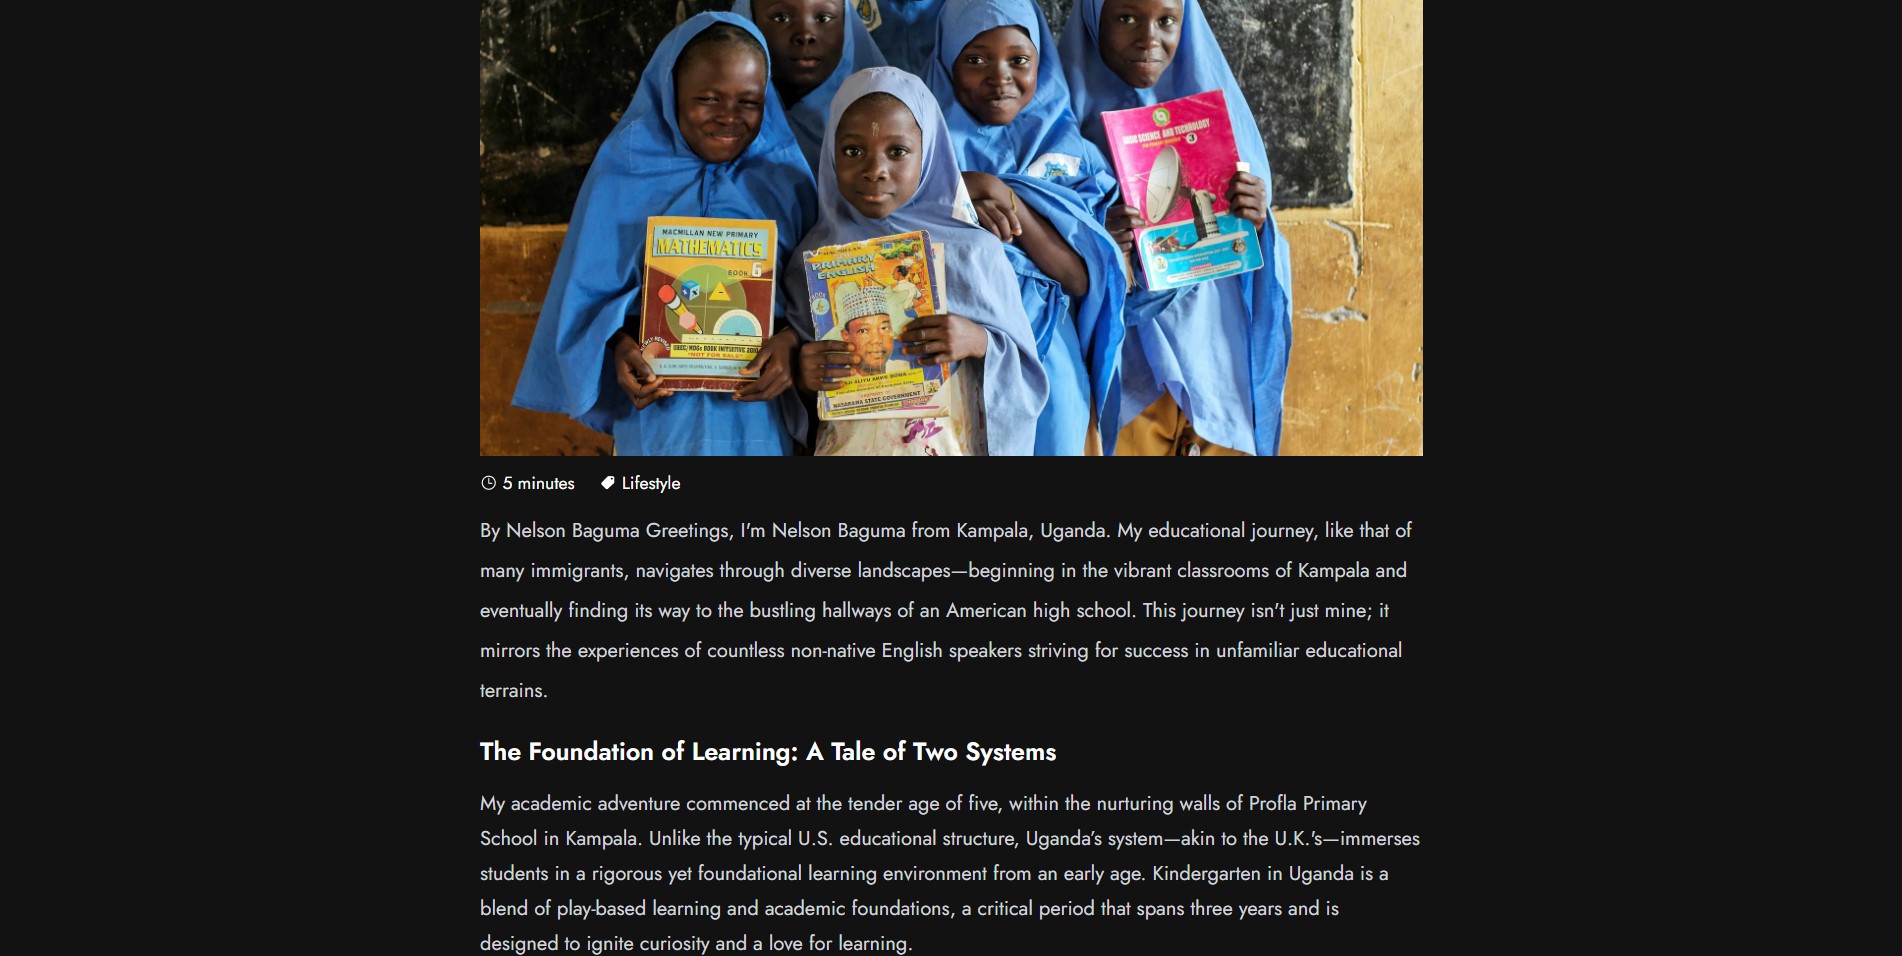 MACMILLAN NEW PRIMARY
MATHEMATICS
BOOK 6
UBEC/MDGs BOOK INITIATIVE 2010
"NOT FOR SALE"
PRIMARY
ENGLISH
NASARAWA STATE GOVERNMENT
BASIC SCIENCE AND TECHNOLOGY
3
5 minutes Lifestyle
By Nelson Baguma Greetings, I'm Nelson Baguma from Kampala, Uganda. My educational journey, like that of
many immigrants, navigates through diverse landscapes—beginning in the vibrant classrooms of Kampala and
eventually finding its way to the bustling hallways of an American high school. This journey isn't just mine; it
mirrors the experiences of countless non-native English speakers striving for success in unfamiliar educational
terrains.
The Foundation of Learning: A Tale of Two Systems
My academic adventure commenced at the tender age of five, within the nurturing walls of Profla Primary
School in Kampala. Unlike the typical U.S. educational structure, Uganda’s system—akin to the U.K.'s—immerses
students in a rigorous yet foundational learning environment from an early age. Kindergarten in Uganda is a
blend of play-based learning and academic foundations, a critical period that spans three years and is
designed to ignite curiosity and a love for learning.